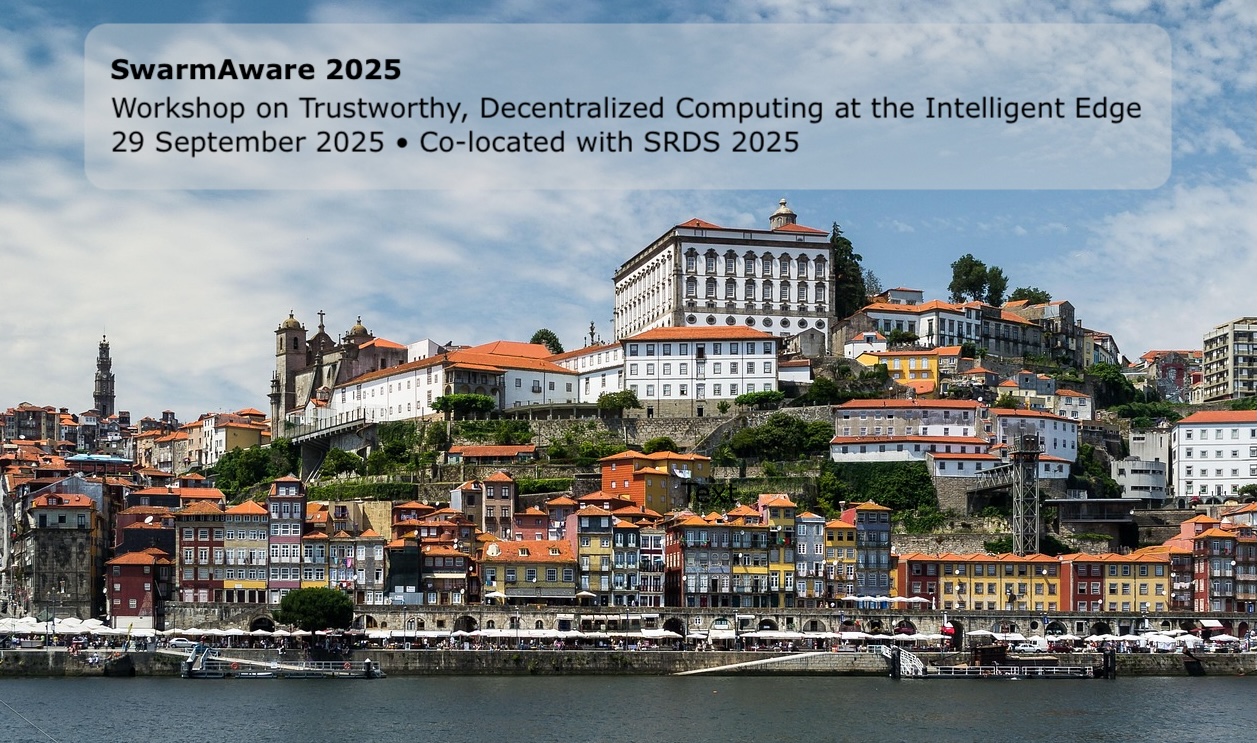 SwarmAware 2025
Workshop on Trustworthy, Decentralized Computing at the Intelligent Edge
29 September 2025 • Co-located with SRDS 2025
Text